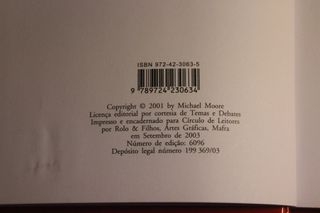 ISBN 972-42-3063-5
9 789724 230634
Copyright © 2001 by Michael Moore
Licença editorial por cortesia de Temas e Debates
Impresso e encadernado para Círculo de Leitores
por Rolo & Filhos, Artes Gráficas, Mafra
em Setembro de 2003
Número de edição: 6096
Depósito legal número 199 369/03